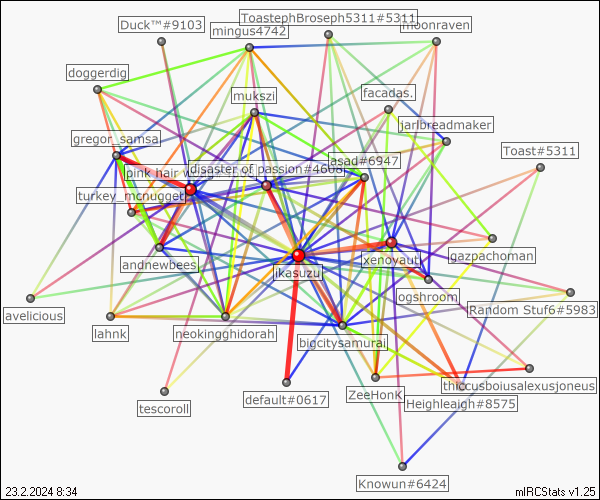 ToastephBroseph5311#5311
Duck™#9103
mingus4742
moonraven
doggerdig
mukszi
facadas.
jarlbreadmaker
gregor_samsa
Toast#5311
asad#6947
pink hair
disaster of passion#4608
turkey_mcnugget
gazpachoman
andnewbees
ikasuzu
xenoyaut
ogshroom
Random Stuf6#5983
avelicious
lahnk
neokingghidorah
bigcitysamurai
thiccusboiusalexusjoneus
default#0617
ZeeHonk
Heighleaigh#8575
tescoroll
Knowun#6424
23.2.2024 8:34
mIRCStats v1.25